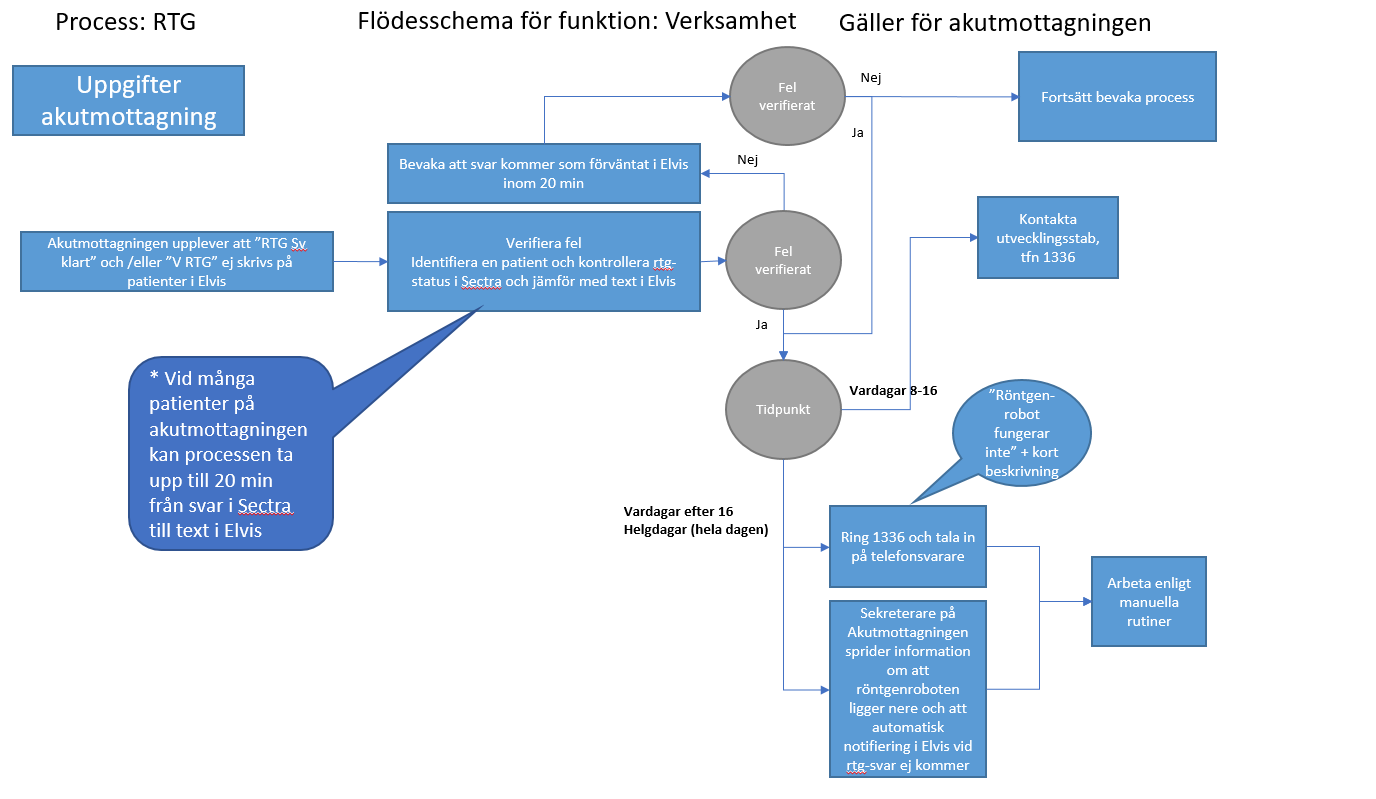 Process: RTG
Flödesschema för funktion: Verksamhet
Gäller för akutmottagningen
Uppgifter
akutmottagning
Fel
verifierat
Nej
Ja
Fortsätt bevaka process
Bevaka att svar kommer som förväntat i Elvis
inom 20 min
Nej
Akutmottagningen upplever att ”RTG Sv
klart” och /eller ”V RTG” ej skrivs på
patienter i Elvis
Verifiera fel
Identifiera en patient och kontrollera rtg-
status i Sectra och jämför med text i Elvis
Fel
verifierat
Ja
Kontakta
utvecklingsstab,
tfn 1336
* Vid många
patienter på
akutmottagningen
kan processen ta
upp till 20 min
från svar i Sectra
till text i Elvis
Tidpunkt
Vardagar 8-16
”Röntgen-
robot
fungerar
inte” + kort
beskrivning
Vardagar efter 16
Helgdagar (hela dagen)
Ring 1336 och tala in
på telefonsvarare
Sekreterare på
Akutmottagningen
sprider information
om att
röntgenroboten
ligger nere och att
automatisk
notifiering i Elvis vid
rtg-svar ej kommer
Arbeta enligt
manuella
rutiner